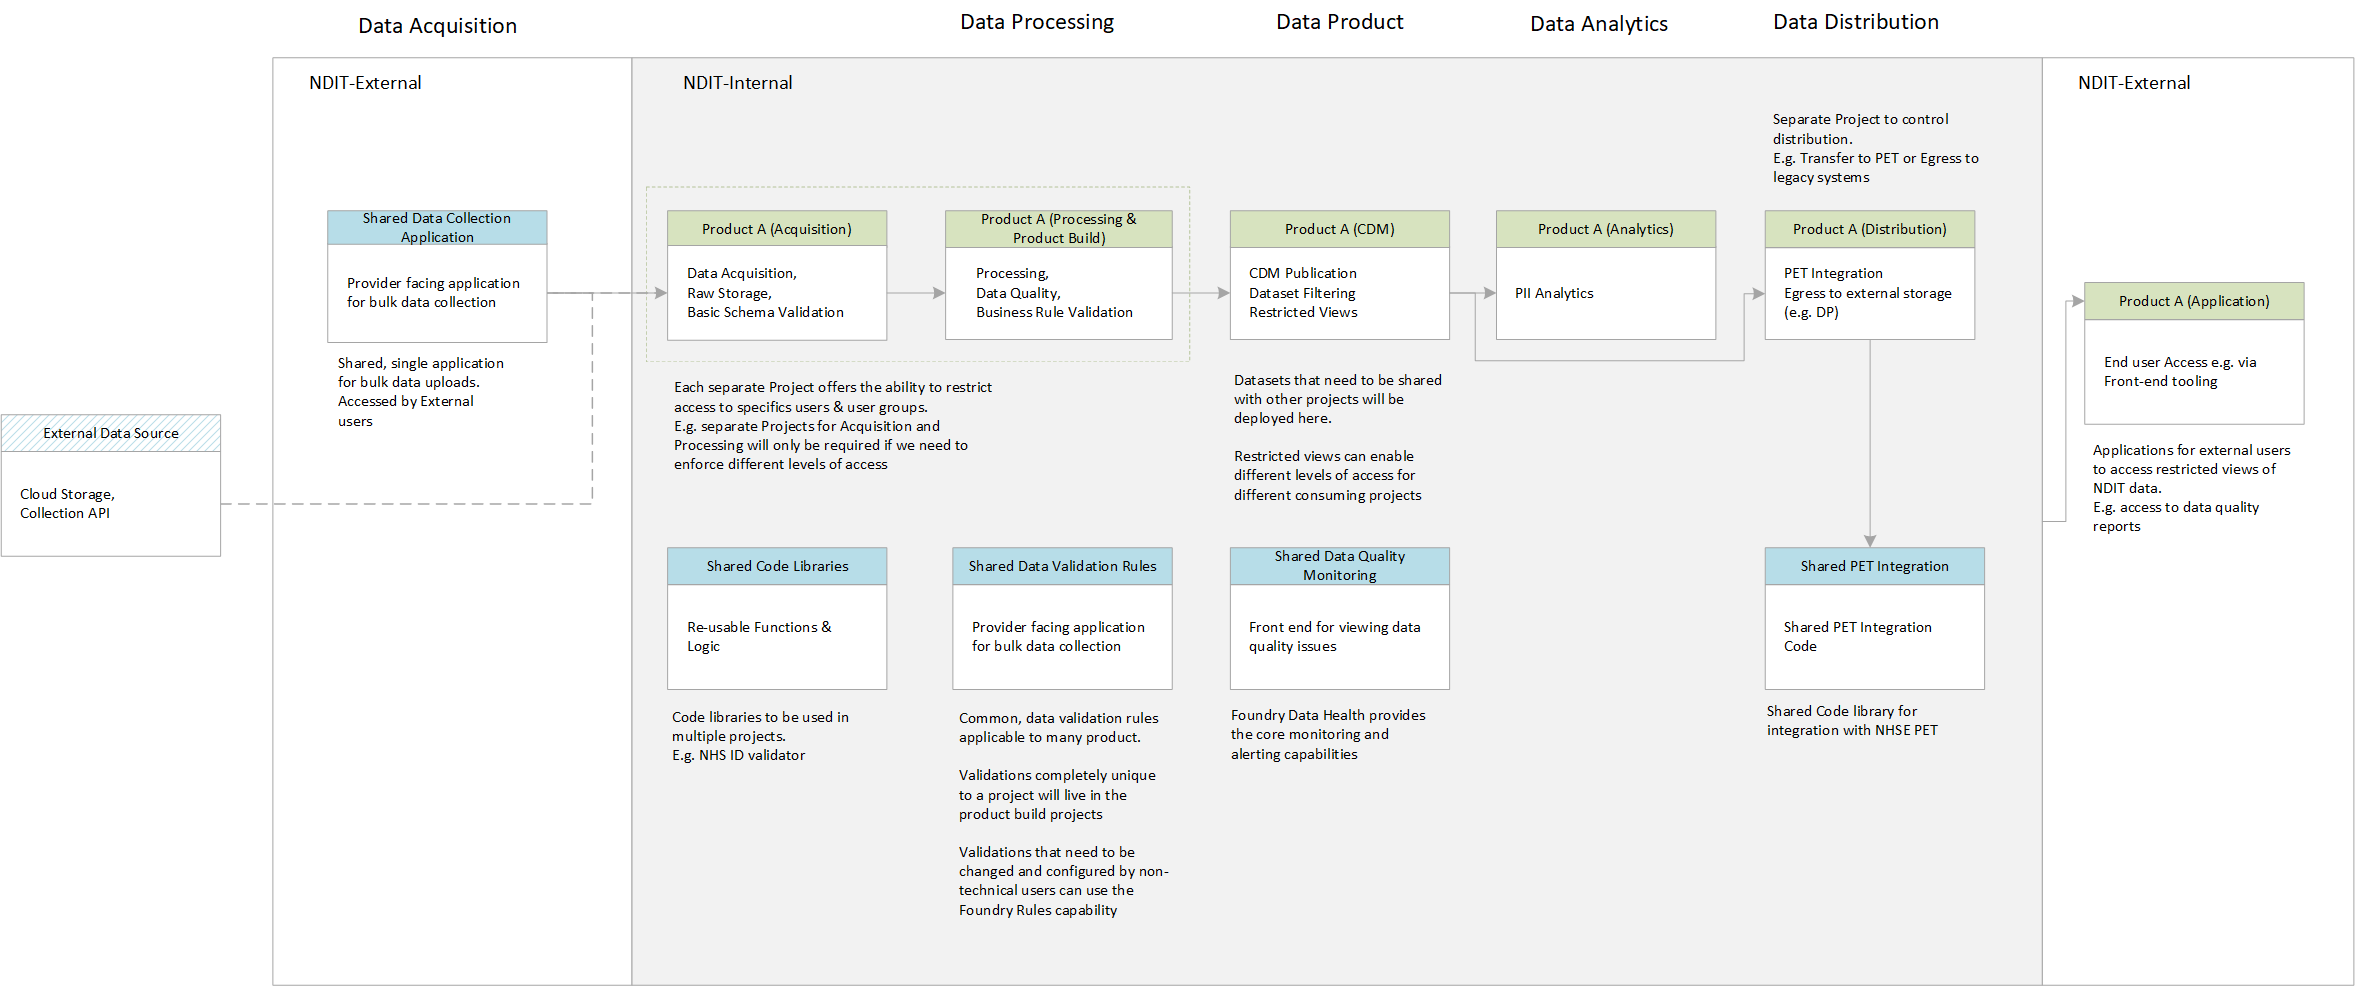 Data Acquisition
Data Processing
Data Product
Data Analytics
Data Distribution
NDIT-External
NDIT-Internal
NDIT-External
Separate Project to control
distribution.
E.g. Transfer to PET or Egress to
legacy systems
Shared Data Collection
Application
Provider facing application
for bulk data collection
Shared, single application
for bulk data uploads.
Accessed by External
users
External Data Source
Cloud Storage,
Collection API
Product A (Acquisition)
Data Acquisition,
Raw Storage,
Basic Schema Validation
Product A (Processing &
Product Build)
Processing,
Data Quality,
Business Rule Validation
Each separate Project offers the ability to restrict
access to specifics users & user groups.
E.g. separate Projects for Acquisition and
Processing will only be required if we need to
enforce different levels of access
Product A (CDM)
CDM Publication
Dataset Filtering
Restricted Views
Datasets that need to be shared
with other projects will be
deployed here.
Restricted views can enable
different levels of access for
different consuming projects
Product A (Analytics)
PII Analytics
Product A (Distribution)
PET Integration
Egress to external storage
(e.g. DP)
Product A (Application)
End user Access e.g. via
Front-end tooling
Applications for external users
to access restricted views of
NDIT data.
E.g. access to data quality
reports
Shared Code Libraries
Re-usable Functions &
Logic
Code libraries to be used in
multiple projects.
E.g. NHS ID validator
Shared Data Validation Rules
Provider facing application
for bulk data collection
Common, data validation rules
applicable to many product.
Validations completely unique
to a project will live in the
product build projects
Validations that need to be
changed and configured by non-
technical users can use the
Foundry Rules capability
Shared Data Quality
Monitoring
Front end for viewing data
quality issues
Foundry Data Health provides
the core monitoring and
alerting capabilities
Shared PET Integration
Shared PET Integration
Code
Shared Code library for
integration with NHSE PET